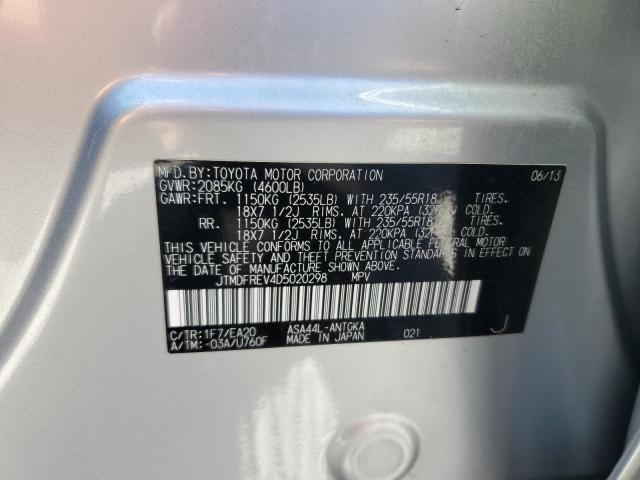 MFD.BY:TOYOTA MOTOR CORPORATION 06/13
GVWR:2085KG (4600LB)
GAWR:FRT. 1150KG (2535LB) WITH 235/55R18 TIRES.
18X7 1/2J RIMS. AT 220KPA COLD.
RR. 1150KG (2535LB) WITH 235/55R18 TIRES.
18X7 1/2J RIMS. AT 220KPA COLD.
THIS VEHICLE CONFORMS TO ALL APPLICABLE FEDERAL MOTOR
VEHICLE SAFETY AND THEFT PREVENTION STANDARDS IN EFFECT ON
THE DATE OF MANUFACTURE SHOWN ABOVE.
JTMDFREV4D5020298 MPV
C/TR:1F7/EA20 ASA44L-ANTGKA 021
A/TM:-03A/U760F MADE IN JAPAN J